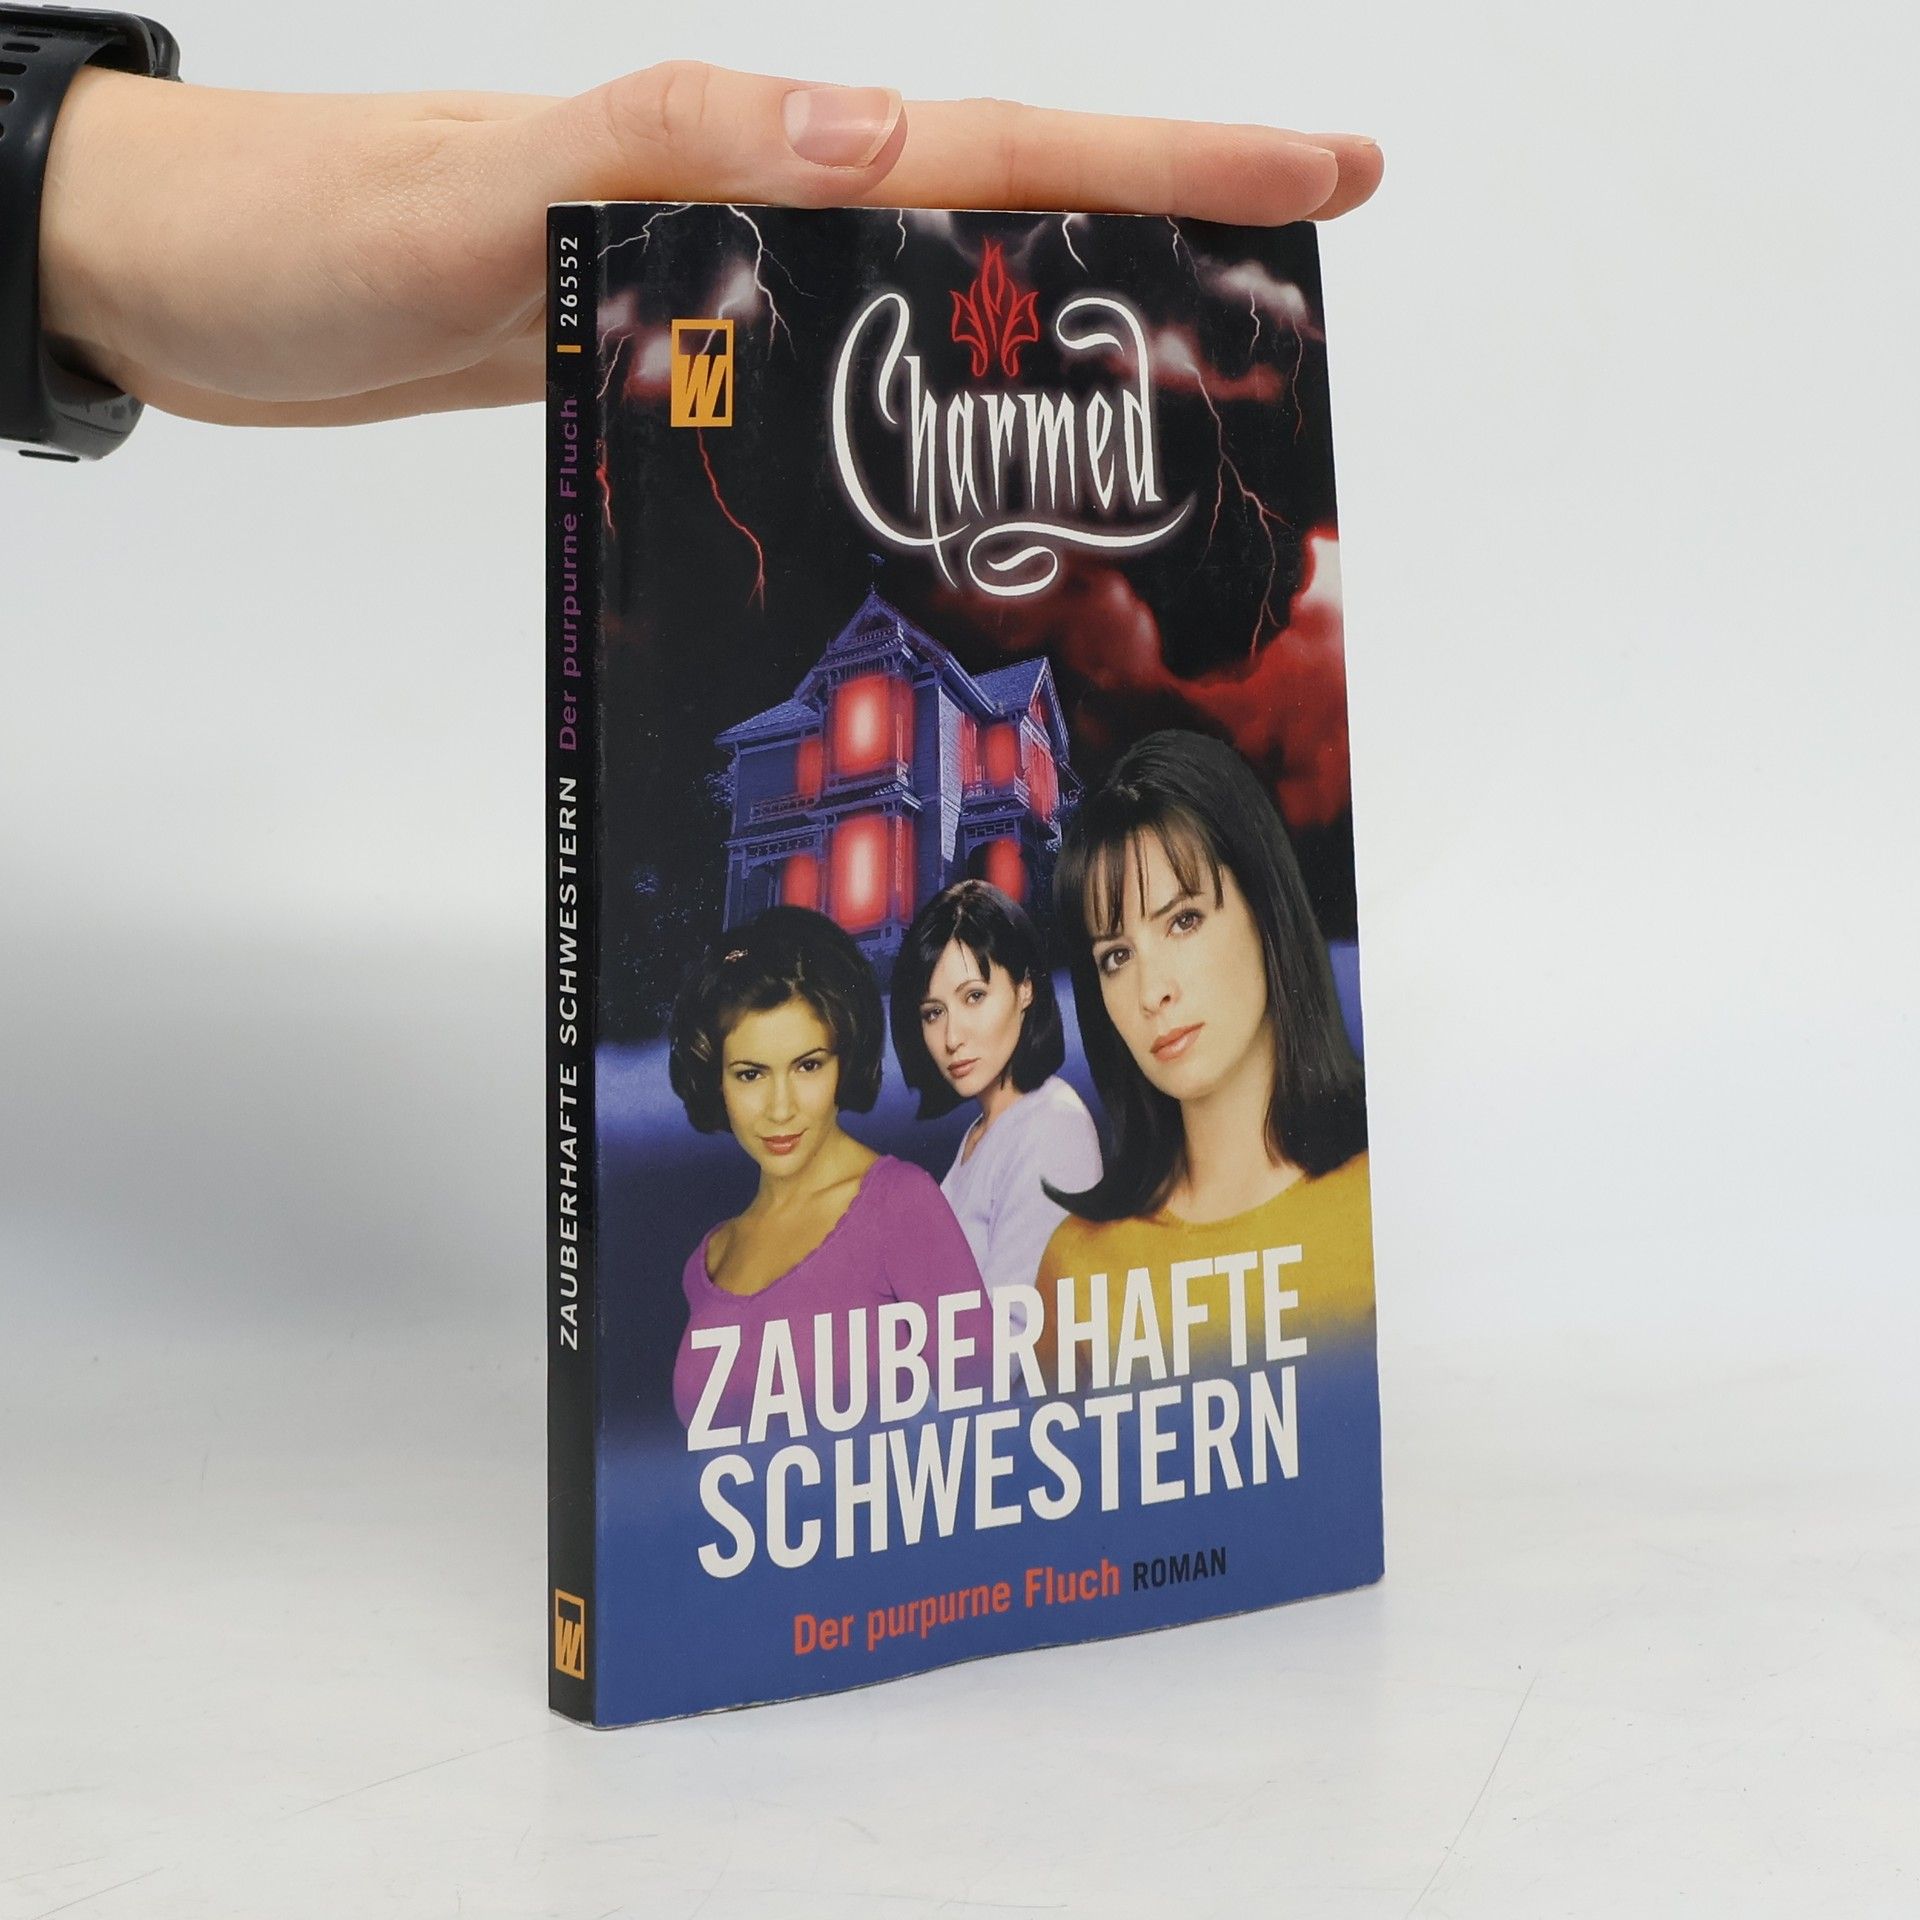 Charmed
W
ZAUBERHAFTE
SCHWESTERN
Der purpurne Fluch ROMAN
ZAUBERHAFTE SCHWESTERN Der purpurne Fluch | 26552
W